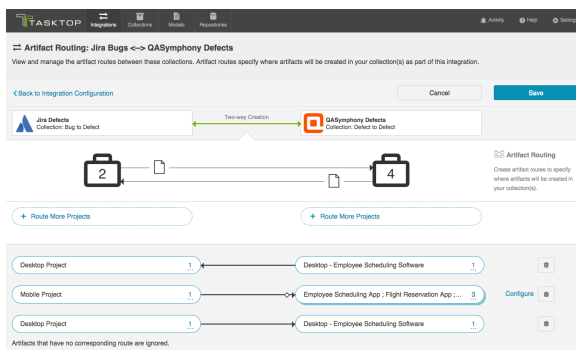 TASKTOP
Integrations
Collections
Models
Repositories
Activity
Help
Setting
Artifact Routing: Jira Bugs <--> QASymphony Defects
View and manage the artifact routes between these collections. Artifact routes specify where artifacts will be created in your collection(s) as part of this integration.
Back to Integration Configuration
Cancel
Save
Jira Defects
Collection: Bug to Defect
Two-way Creation
QASymphony Defects
Collection: Defect to Defect
2
4
Artifact Routing
Create artifact routes to specify
where artifacts will be created in
your collection(s).
+ Route More Projects
+ Route More Projects
Desktop Project 1
Desktop - Employee Scheduling Software 1
Mobile Project 1
Employee Scheduling App ; Flight Reservation App ;... 3
Configure
Desktop Project 1
Desktop - Employee Scheduling Software 1
Artifacts that have no corresponding route are ignored.